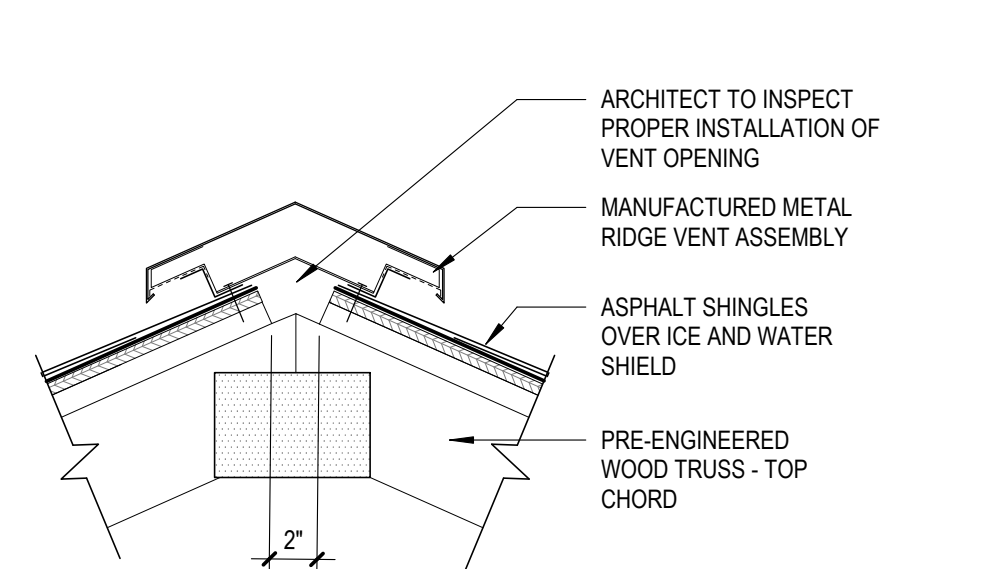 ARCHITECT TO INSPECT
PROPER INSTALLATION OF
VENT OPENING
MANUFACTURED METAL
RIDGE VENT ASSEMBLY
ASPHALT SHINGLES
OVER ICE AND WATER
SHIELD
PRE-ENGINEERED
WOOD TRUSS - TOP
CHORD
2"